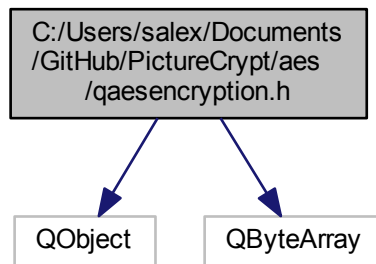 C:/Users/salex/Documents
/GitHub/PictureCrypt/aes
/qaesencryption.h
QObject
QByteArray